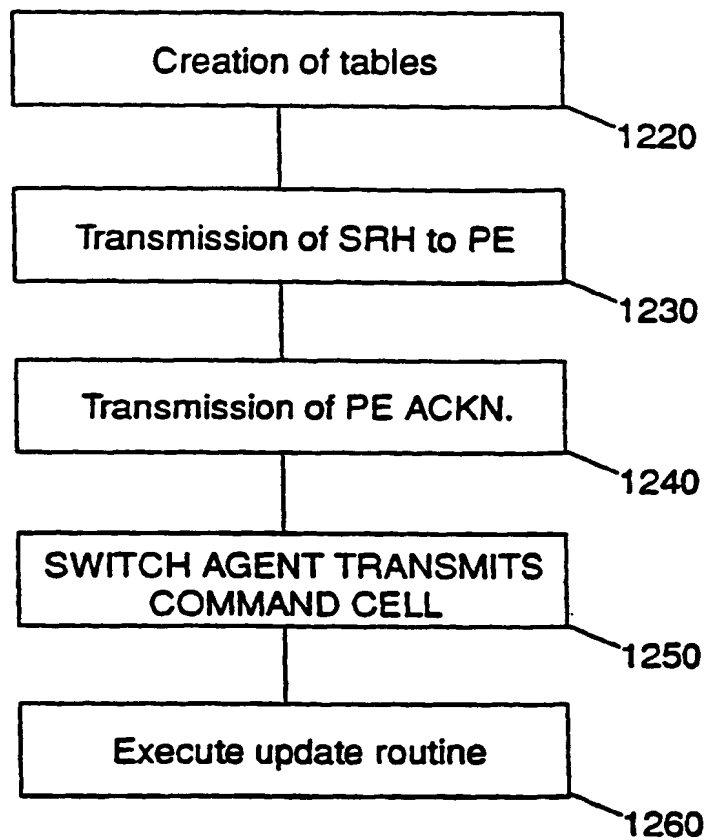 Creation of tables
1220
Transmission of SRH to PE
1230
Transmission of PE ACKN.
1240
SWITCH AGENT TRANSMITS
COMMAND CELL
1250
Execute update routine
1260